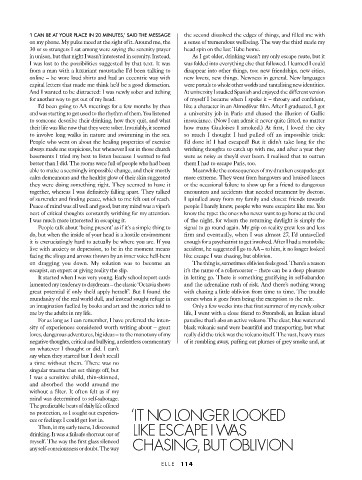 'I CAN BE AT YOUR PLACE IN 20 MINUTES,' SAID THE MESSAGE
on my phone. My pulse raced at the sight of it. Around me, the
30 or so strangers I sat among were saying the serenity prayer
in unison, but that night I wasn't interested in serenity. Instead,
I was lost to the possibilities suggested by that text. It was
from a man with a luxuriant moustache I'd been talking to
online – he wore loud shirts and had an eccentric way with
capital letters that made me think he'd be a good distraction.
And I wanted to be distracted: I was newly sober and itching
for another way to get out of my head.
I'd been going to AA meetings for a few months by then
and was starting to get used to the rhythm of them. You listened
to someone describe their drinking, how they quit, and what
their life was like now that they were sober. Invariably, it seemed
to involve long walks in nature and swimming in the sea.
People who went on about the healing properties of exercise
always made me suspicious, but whenever I sat in those church
basements I tried my best to listen because I wanted to feel
better than I did. The rooms were full of people who had been
able to make a seemingly impossible change, and their mostly
calm demeanours and the healthy glow of their skin suggested
they were doing something right. They seemed to have it
together, whereas I was definitely falling apart. They talked
of surrender and finding peace, which to me felt out of reach.
Peace of mind was all well and good, but my mind was a viper's
nest of critical thoughts constantly writhing for my attention.
I was much more interested in escaping it.
People talk about 'being present' as if it's a simple thing to
do, but when the inside of your head is a hostile environment
it is excruciatingly hard to actually be where you are. If you
live with anxiety or depression, to be in the moment means
facing the slings and arrows thrown by an inner voice hell-bent
on dragging you down. My solution was to become an
escapist, an expert at giving reality the slip.
It started when I was very young. Early school report cards
lamented my tendency to daydream – the classic 'Octavia shows
great potential if only she'd apply herself'. But I found the
mundanity of the real world dull, and instead sought refuge in
an imagination fuelled by books and art and the stories told to
me by the adults in my life.
For as long as I can remember, I have preferred the inten-
sity of experiences considered worth writing about – great
loves, dangerous adventures, hijinks – to the monotony of my
negative thoughts, critical and bullying, a restless commentary
on whatever I thought or did. I can't
say when they started but I don't recall
a time without them. There was no
singular trauma that set things off, but
I was a sensitive child, thin-skinned,
and absorbed the world around me
without a filter. It often felt as if my
mind was determined to self-sabotage.
The predictable beats of daily life offered
no protection, so I sought out experien-
ces or feelings I could get lost in.
Then, in my early teens, I discovered
drinking. It was a failsafe shortcut out of
myself. The way the first glass silenced
any self-consciousness or doubt. The way
the second dissolved the edges of things, and filled me with
a sense of tremendous wellbeing. The way the third made my
head spin on the last Tube home.
As I got older, drinking wasn't my only escape route, but it
was folded into everything else that followed. I learned I could
disappear into other things, too: new friendships, new cities,
new lovers, new things. Newness in general. New languages
were portals to whole other worlds and tantalising new identities.
At university I studied Spanish and enjoyed the different version
of myself I became when I spoke it – throaty and confident,
like a character in an Almodóvar film. After I graduated, I got
a university job in Paris and chased the illusion of Gallic
insouciance. (Now I can admit it never quite fitted, no matter
how many Gauloises I smoked.) At first, I loved the city
so much I thought I had pulled off an impossible trick:
I'd done it! I had escaped! But it didn't take long for the
writhing thoughts to catch up with me, and after a year they
were as noisy as they'd ever been. I realised that to outrun
them I had to escape Paris, too.
Meanwhile, the consequences of my drunken escapades got
more extreme. They went from hangovers and bruised knees
or the occasional failure to show up for a friend to dangerous
encounters and accidents that needed treatment by doctors.
I spiralled away from my family and closest friends towards
people I barely knew, people who were escapists like me. You
know the type: the ones who never want to go home at the end
of the night, for whom the returning daylight is simply the
signal to go round again. My grip on reality grew less and less
firm and eventually, when I was almost 27, I'd unravelled
enough for a psychiatrist to get involved. After I had a monthslong
accident, he suggested I go to AA – to him, it no longer looked
like escape I was chasing, but oblivion.
The thing is, sometimes oblivion feels good. There's a reason
it's the name of a rollercoaster – there can be a deep pleasure
in letting go. There is something gratifying in self-abandon
and the adrenaline rush of risk. And there's nothing wrong
with chasing a little oblivion from time to time. The trouble
comes when it goes from being the exception to the rule.
Only a few weeks into that first summer of my newly sober
life, I went with a close friend to Stromboli, an Italian island
paradise that's also an active volcano. The clear, blue water and
black volcanic sand were beautiful and transporting, but what
really did the trick was the volcano itself. The vast, heavy mass
of it rumbling away, puffing out plumes of grey smoke and, at
'IT NO LONGER LOOKED
LIKE ESCAPE I WAS
CHASING, BUT OBLIVION
ELLE 114